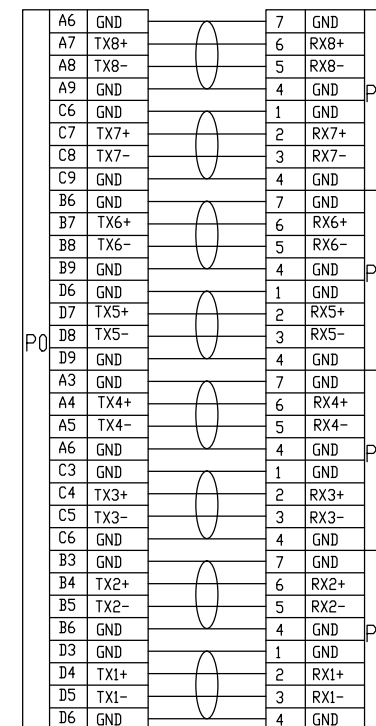 A6 GND 7 GND
A7 TX8+ 6 RX8+
A8 TX8- 5 RX8-
A9 GND 4 GND P
C6 GND 1 GND
C7 TX7+ 2 RX7+
C8 TX7- 3 RX7-
C9 GND 4 GND
B6 GND 7 GND
B7 TX6+ 6 RX6+
B8 TX6- 5 RX6-
B9 GND 4 GND P
D6 GND 1 GND
D7 TX5+ 2 RX5+
P0 D8 TX5- 3 RX5-
D9 GND 4 GND
A3 GND 7 GND
A4 TX4+ 6 RX4+
A5 TX4- 5 RX4-
A6 GND 4 GND P
C3 GND 1 GND
C4 TX3+ 2 RX3+
C5 TX3- 3 RX3-
C6 GND 4 GND
B3 GND 7 GND
B4 TX2+ 6 RX2+
B5 TX2- 5 RX2-
B6 GND 4 GND P
D3 GND 1 GND
D4 TX1+ 2 RX1+
D5 TX1- 3 RX1-
D6 GND 4 GND